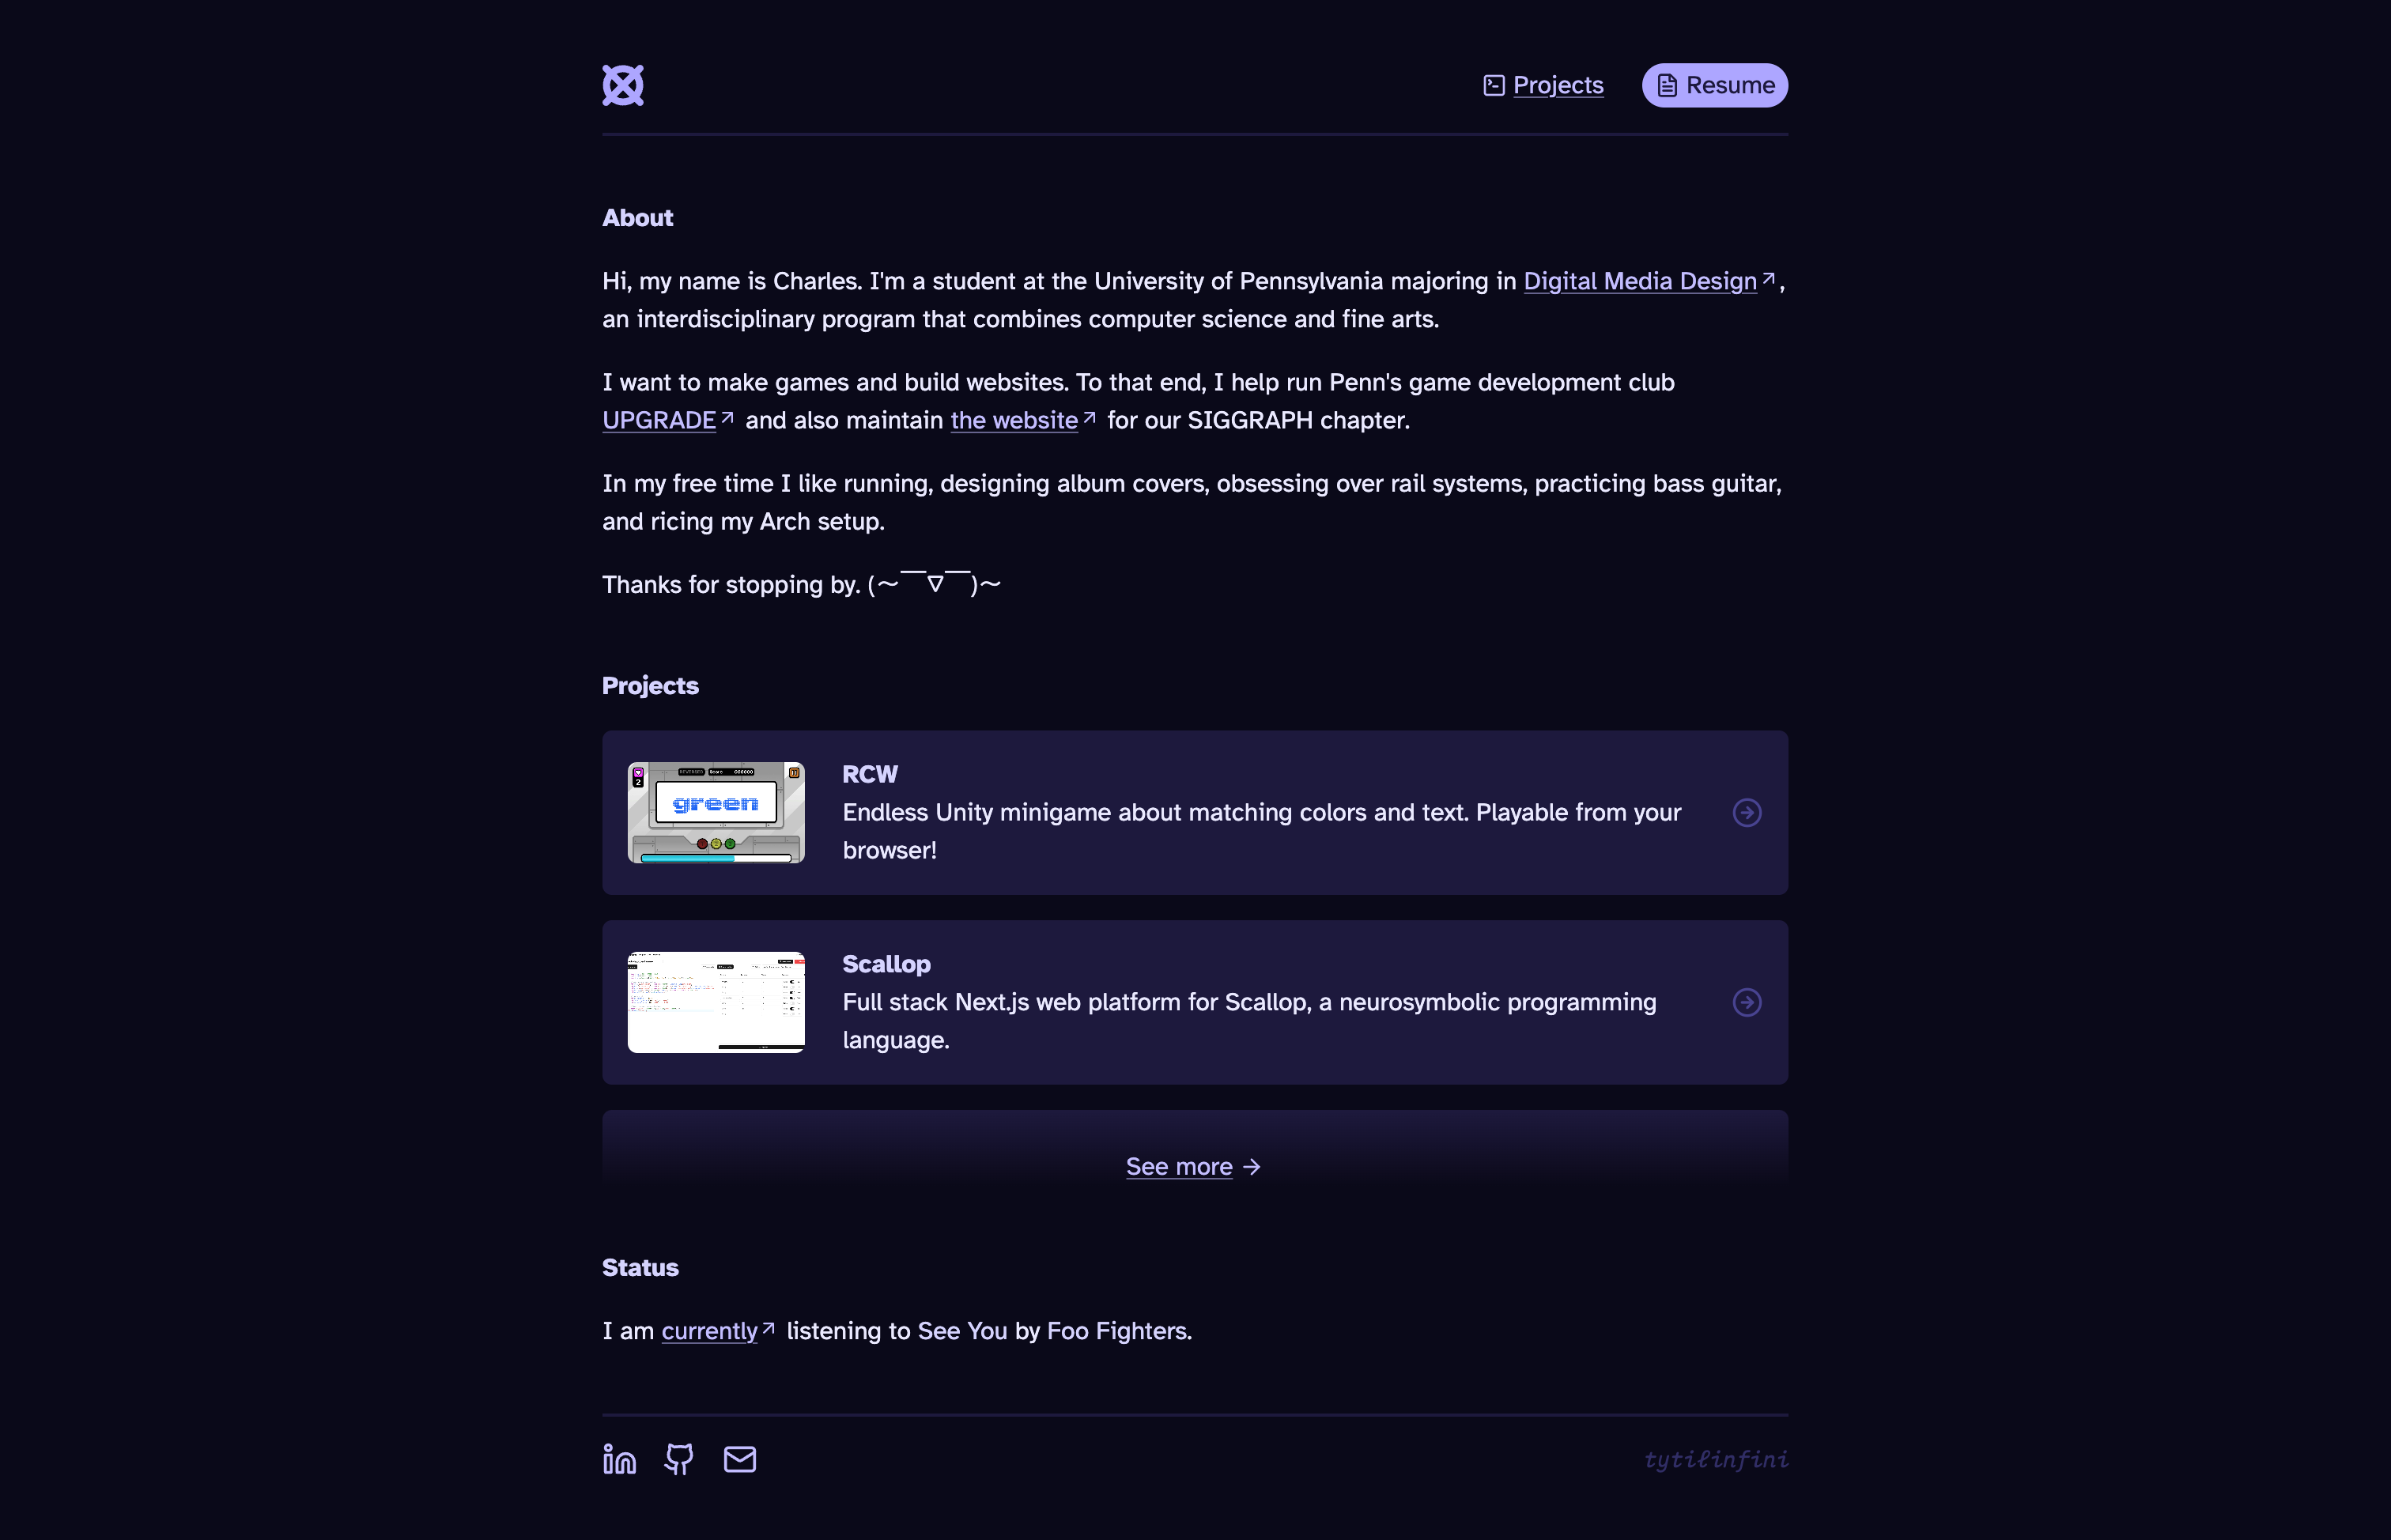 Projects
Resume
About
Hi, my name is Charles. I'm a student at the University of Pennsylvania majoring in Digital Media Design↗,
an interdisciplinary program that combines computer science and fine arts.
I want to make games and build websites. To that end, I help run Penn's game development club
UPGRADE↗ and also maintain the website↗ for our SIGGRAPH chapter.
In my free time I like running, designing album covers, obsessing over rail systems, practicing bass guitar,
and ricing my Arch setup.
Thanks for stopping by. (～￣▽￣)～
Projects
2
REVERSED
Score 000000
green
RCW
Endless Unity minigame about matching colors and text. Playable from your
browser!
Scallop
Full stack Next.js web platform for Scallop, a neurosymbolic programming
language.
See more →
Status
I am currently↗ listening to See You by Foo Fighters.
in
tytilinfini